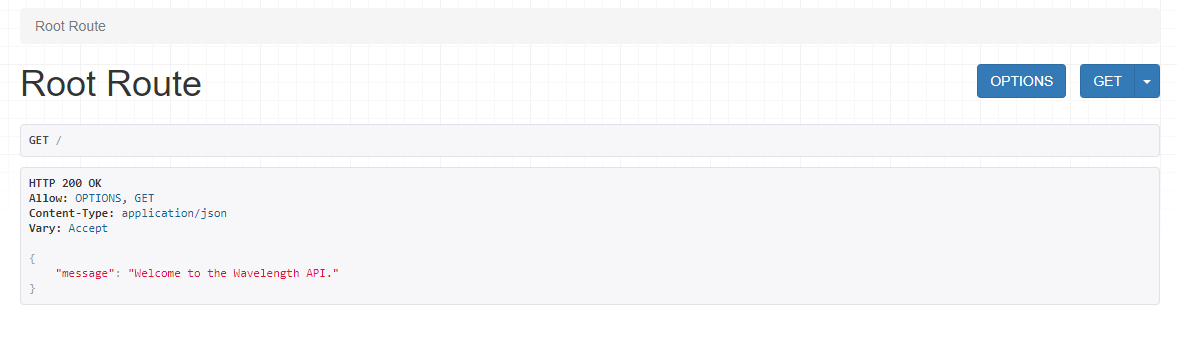 Root Route
Root Route
OPTIONS
GET
GET /
HTTP 200 OK
Allow: OPTIONS, GET
Content-Type: application/json
Vary: Accept
{
    "message": "Welcome to the Wavelength API."
}